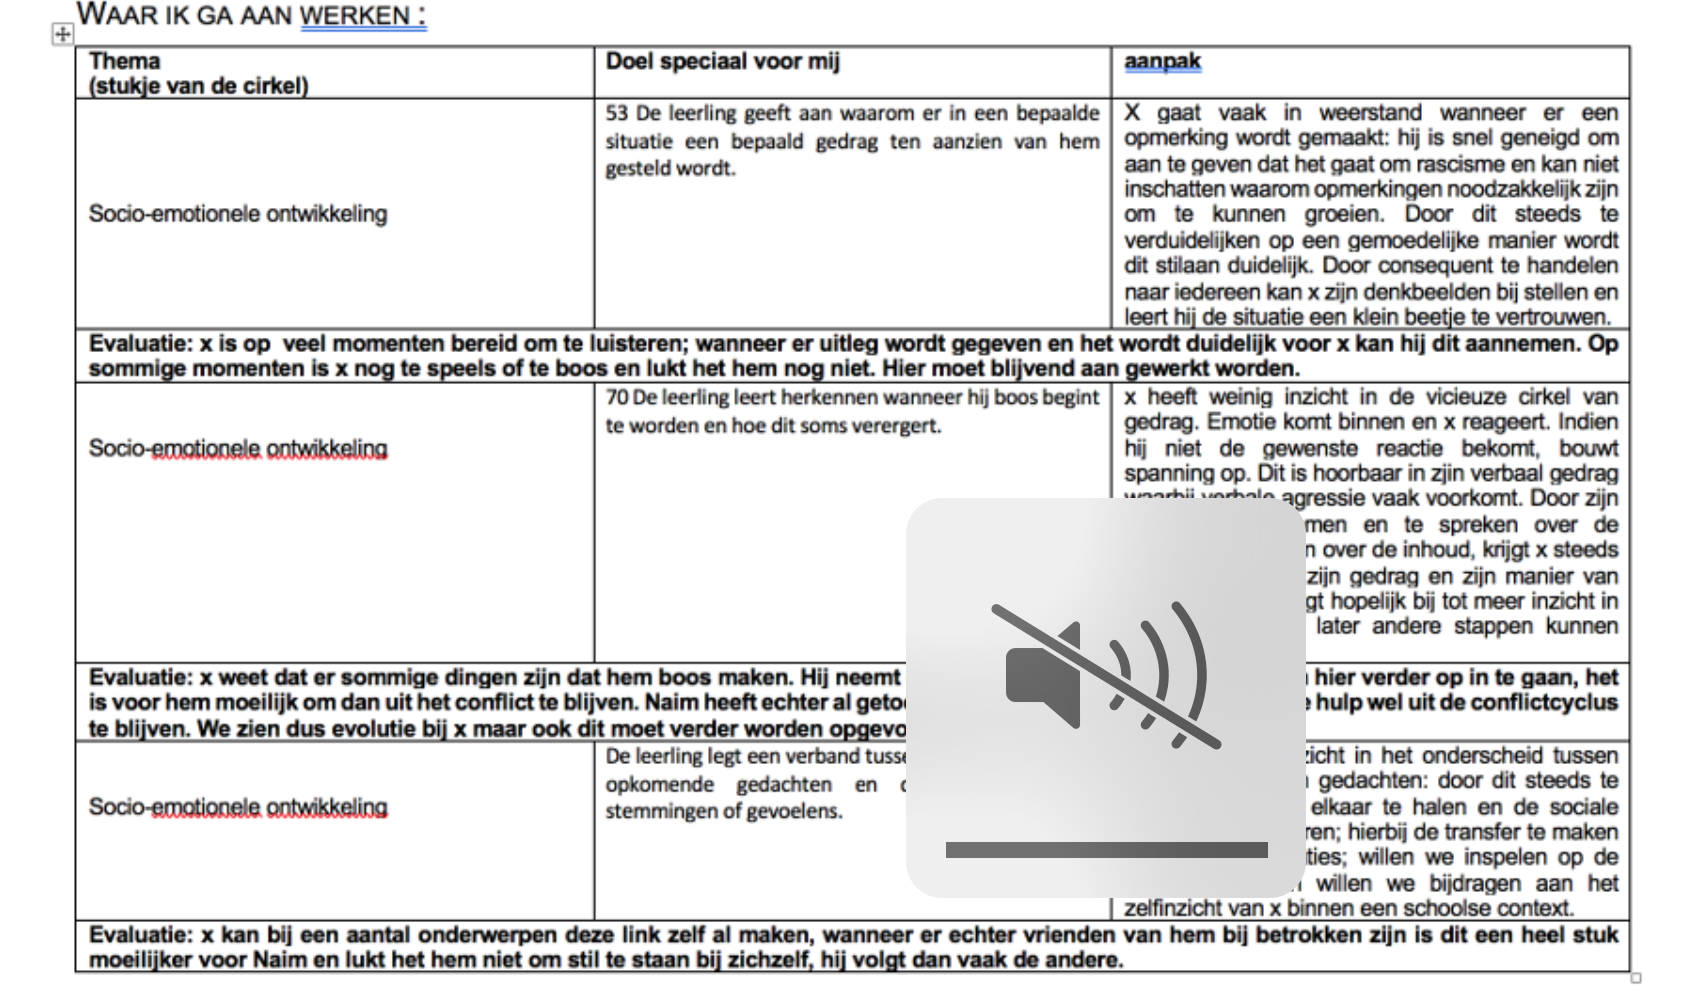 WAAR IK GA AAN WERKEN :
Thema
(stukje van de cirkel)
Doel speciaal voor mij
aanpak
Socio-emotionele ontwikkeling
53 De leerling geeft aan waarom er in een bepaalde
situatie een bepaald gedrag ten aanzien van hem
gesteld wordt.
X gaat vaak in weerstand wanneer er een
opmerking wordt gemaakt: hij is snel geneigd om
aan te geven dat het gaat om rascisme en kan niet
inschatten waarom opmerkingen noodzakkelijk zijn
om te kunnen groeien. Door dit steeds te
verduidelijken op een gemoedelijke manier wordt
dit stilaan duidelijk. Door consequent te handelen
naar iedereen kan x zijn denkbeelden bij stellen en
leert hij de situatie een klein beetje te vertrouwen.
Evaluatie: x is op veel momenten bereid om te luisteren; wanneer er uitleg wordt gegeven en het wordt duidelijk voor x kan hij dit aannemen. Op
sommige momenten is x nog te speels of te boos en lukt het hem nog niet. Hier moet blijvend aan gewerkt worden.
Socio-emotionele ontwikkeling
70 De leerling leert herkennen wanneer hij boos begint
te worden en hoe dit soms verergert.
x heeft weinig inzicht in de vicieuze cirkel van
gedrag. Emotie komt binnen en x reageert. Indien
hij niet de gewenste reactie bekomt, bouwt
spanning op. Dit is hoorbaar in zjin verbaal gedrag
waarbij verbale agressie vaak voorkomt. Door zijn
en te spreken over de
over de inhoud, krijgt x steeds
zijn gedrag en zijn manier van
hopelijk bij tot meer inzicht in
later andere stappen kunnen
Evaluatie: x weet dat er sommige dingen zijn dat hem boos maken. Hij neemt hier verder op in te gaan, het
is voor hem moeilijk om dan uit het conflict te blijven. Naim heeft echter al hulp wel uit de conflictcyclus
te blijven. We zien dus evolutie bij x maar ook dit moet verder worden
Socio-emotionele ontwikkeling
De leerling legt een verband
opkomende gedachten en
stemmingen of gevoelens.
in het onderscheid tussen
gedachten: door dit steeds te
elkaar te halen en de sociale
hierbij de transfer te maken
willen we inspelen op de
willen we bijdragen aan het
zelfinzicht van x binnen een schoolse context.
Evaluatie: x kan bij een aantal onderwerpen deze link zelf al maken, wanneer er echter vrienden van hem bij betrokken zijn is dit een heel stuk
moeilijker voor Naim en lukt het hem niet om stil te staan bij zichzelf, hij volgt dan vaak de andere.